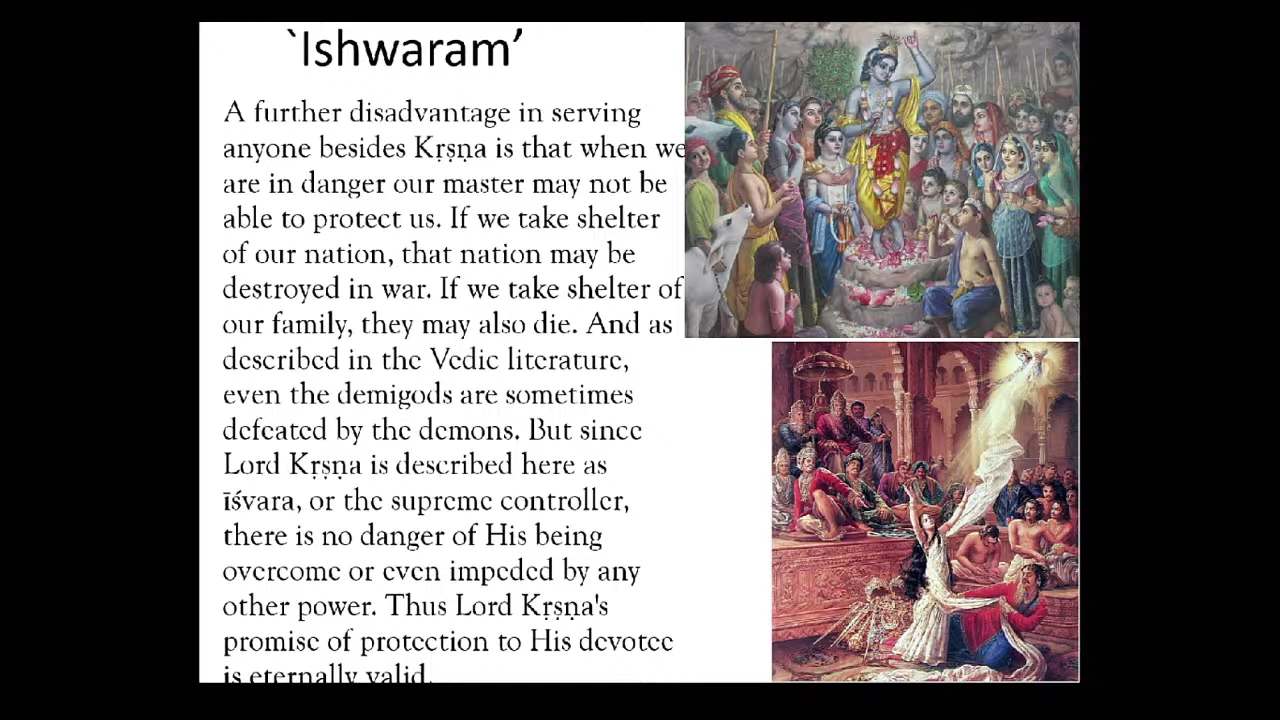 `Ishwaram’
A further disadvantage in serving
anyone besides Kṛṣṇa is that when we
are in danger our master may not be
able to protect us. If we take shelter
of our nation, that nation may be
destroyed in war. If we take shelter of
our family, they may also die. And as
described in the Vedic literature,
even the demigods are sometimes
defeated by the demons. But since
Lord Kṛṣṇa is described here as
īśvara, or the supreme controller,
there is no danger of His being
overcome or even impeded by any
other power. Thus Lord Kṛṣṇa's
promise of protection to His devotee
is eternally valid.